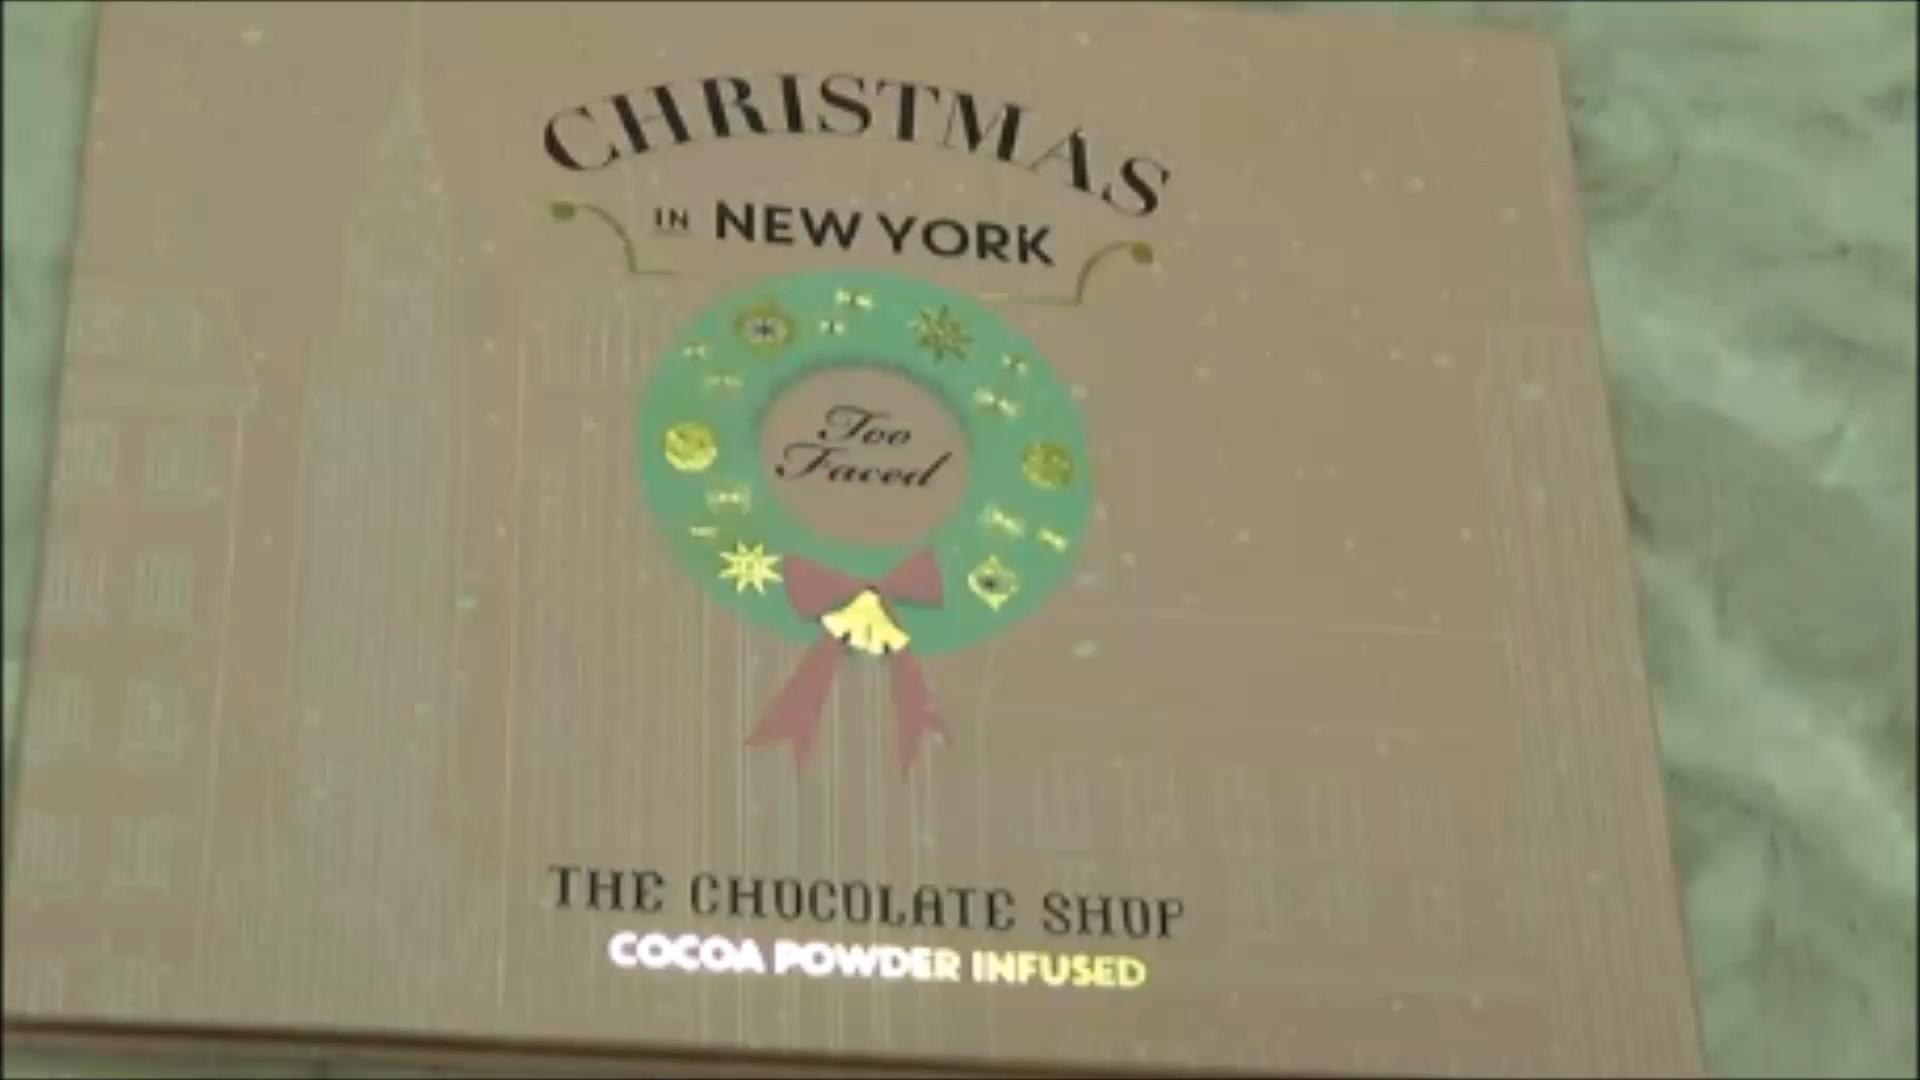 CHRISTMAS
IN NEW YORK
Too
Faced
THE CHOCOLATE SHOP
COCOA POWDER INFUSED